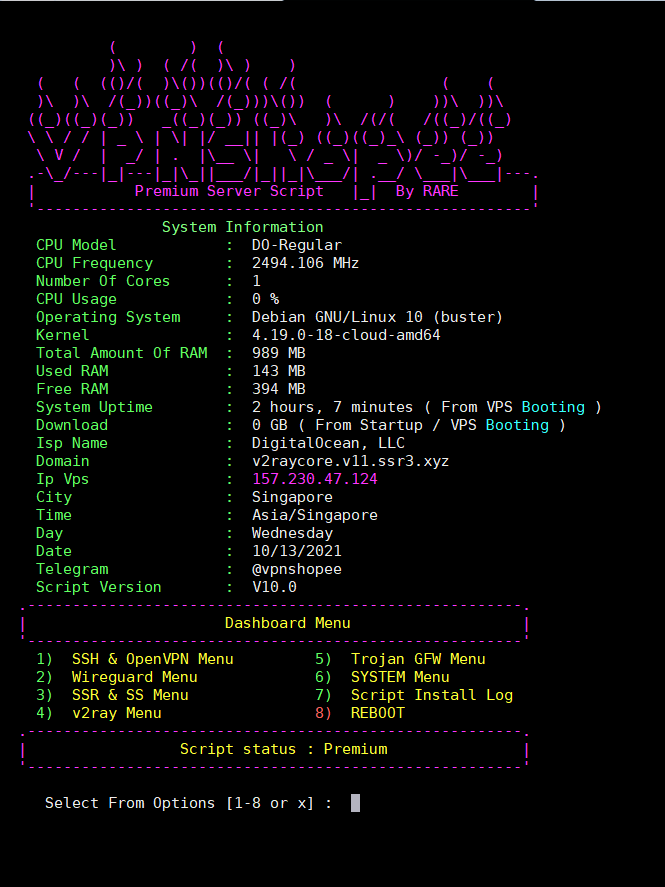 Premium Server Script By RARE
System Information
CPU Model : DO-Regular
CPU Frequency : 2494.106 MHz
Number Of Cores : 1
CPU Usage : 0 %
Operating System : Debian GNU/Linux 10 (buster)
Kernel : 4.19.0-18-cloud-amd64
Total Amount Of RAM : 989 MB
Used RAM : 143 MB
Free RAM : 394 MB
System Uptime : 2 hours, 7 minutes ( From VPS Booting )
Download : 0 GB ( From Startup / VPS Booting )
Isp Name : DigitalOcean, LLC
Domain : v2raycore.v11.ssr3.xyz
Ip Vps : 157.230.47.124
City : Singapore
Time : Asia/Singapore
Day : Wednesday
Date : 10/13/2021
Telegram : @vpnshopee
Script Version : V10.0
Dashboard Menu
1) SSH & OpenVPN Menu 5) Trojan GFW Menu
2) Wireguard Menu 6) SYSTEM Menu
3) SSR & SS Menu 7) Script Install Log
4) v2ray Menu 8) REBOOT
Script status : Premium
Select From Options [1-8 or x] :